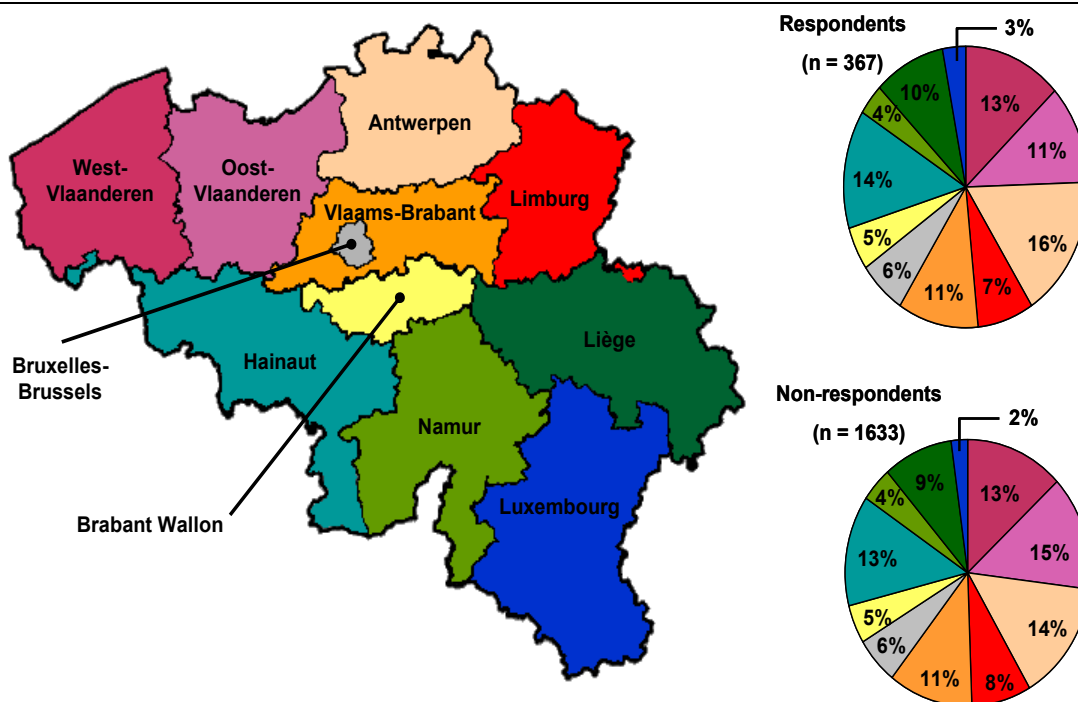 West-
Vlaanderen
Oost-
Vlaanderen
Antwerpen
Vlaams-Brabant
Limburg
Bruxelles-
Brussels
Hainaut
Liège
Namur
Brabant Wallon
Luxembourg
Respondents
(n = 367)
3%
13%
11%
16%
7%
11%
6%
5%
14%
4%
10%
Non-respondents
(n = 1633)
2%
13%
15%
14%
8%
11%
6%
5%
13%
4%
9%